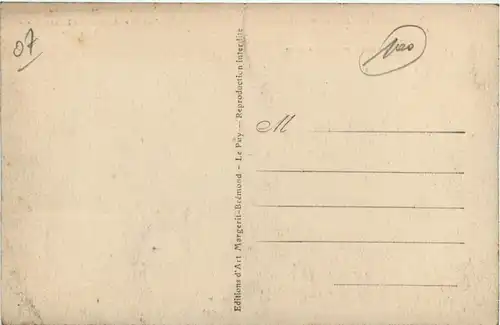 07
Editions d'Art Margerit-Brémond - Le Puy - Reproduction interdite
M